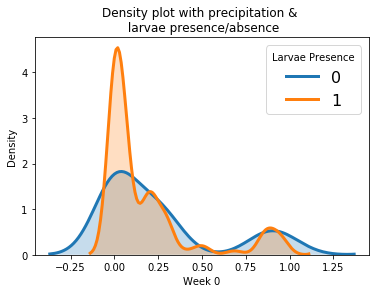 Density plot with precipitation &
larvae presence/absence
Larvae Presence
0
1
Density
4
3
2
1
0
−0.25 0.00 0.25 0.50 0.75 1.00 1.25
Week 0